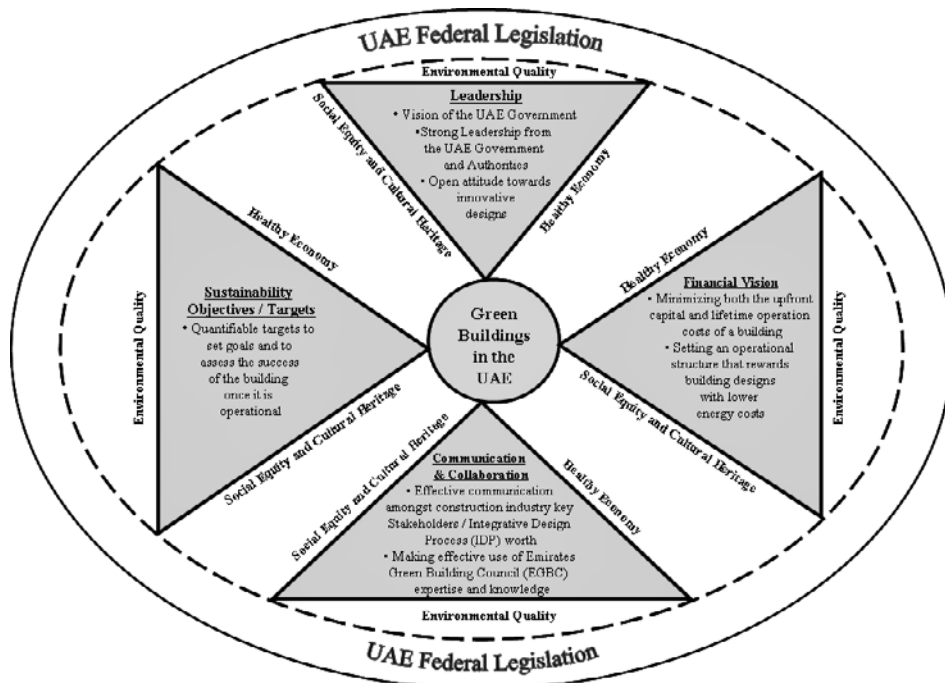 UAE Federal Legislation
Environmental Quality
Social Equity and Cultural Heritage
Healthy Economy
Leadership
• Vision of the UAE Government
•Strong Leadership from
the UAE Government
and Authorities
• Open attitude towards
innovative
designs
Healthy Economy
Environmental Quality
Social Equity and Cultural Heritage
Sustainability
Objectives / Targets
• Quantifiable targets to
set goals and to
assess the success
of the building
once it is
operational
Green
Buildings
in the
UAE
Healthy Economy
Environmental Quality
Social Equity and Cultural Heritage
Financial Vision
• Minimizing both the upfront
capital and lifetime operation
costs of a building
• Setting an operational
structure that rewards
building designs
with lower
energy costs
Social Equity and Cultural Heritage
Healthy Economy
Communication
& Collaboration
• Effective communication
amongst construction industry key
Stakeholders / Integrative Design
Process (IDP) worth
• Making effective use of Emirates
Green Building Council (EGBC)
expertise and knowledge
Environmental Quality
UAE Federal Legislation